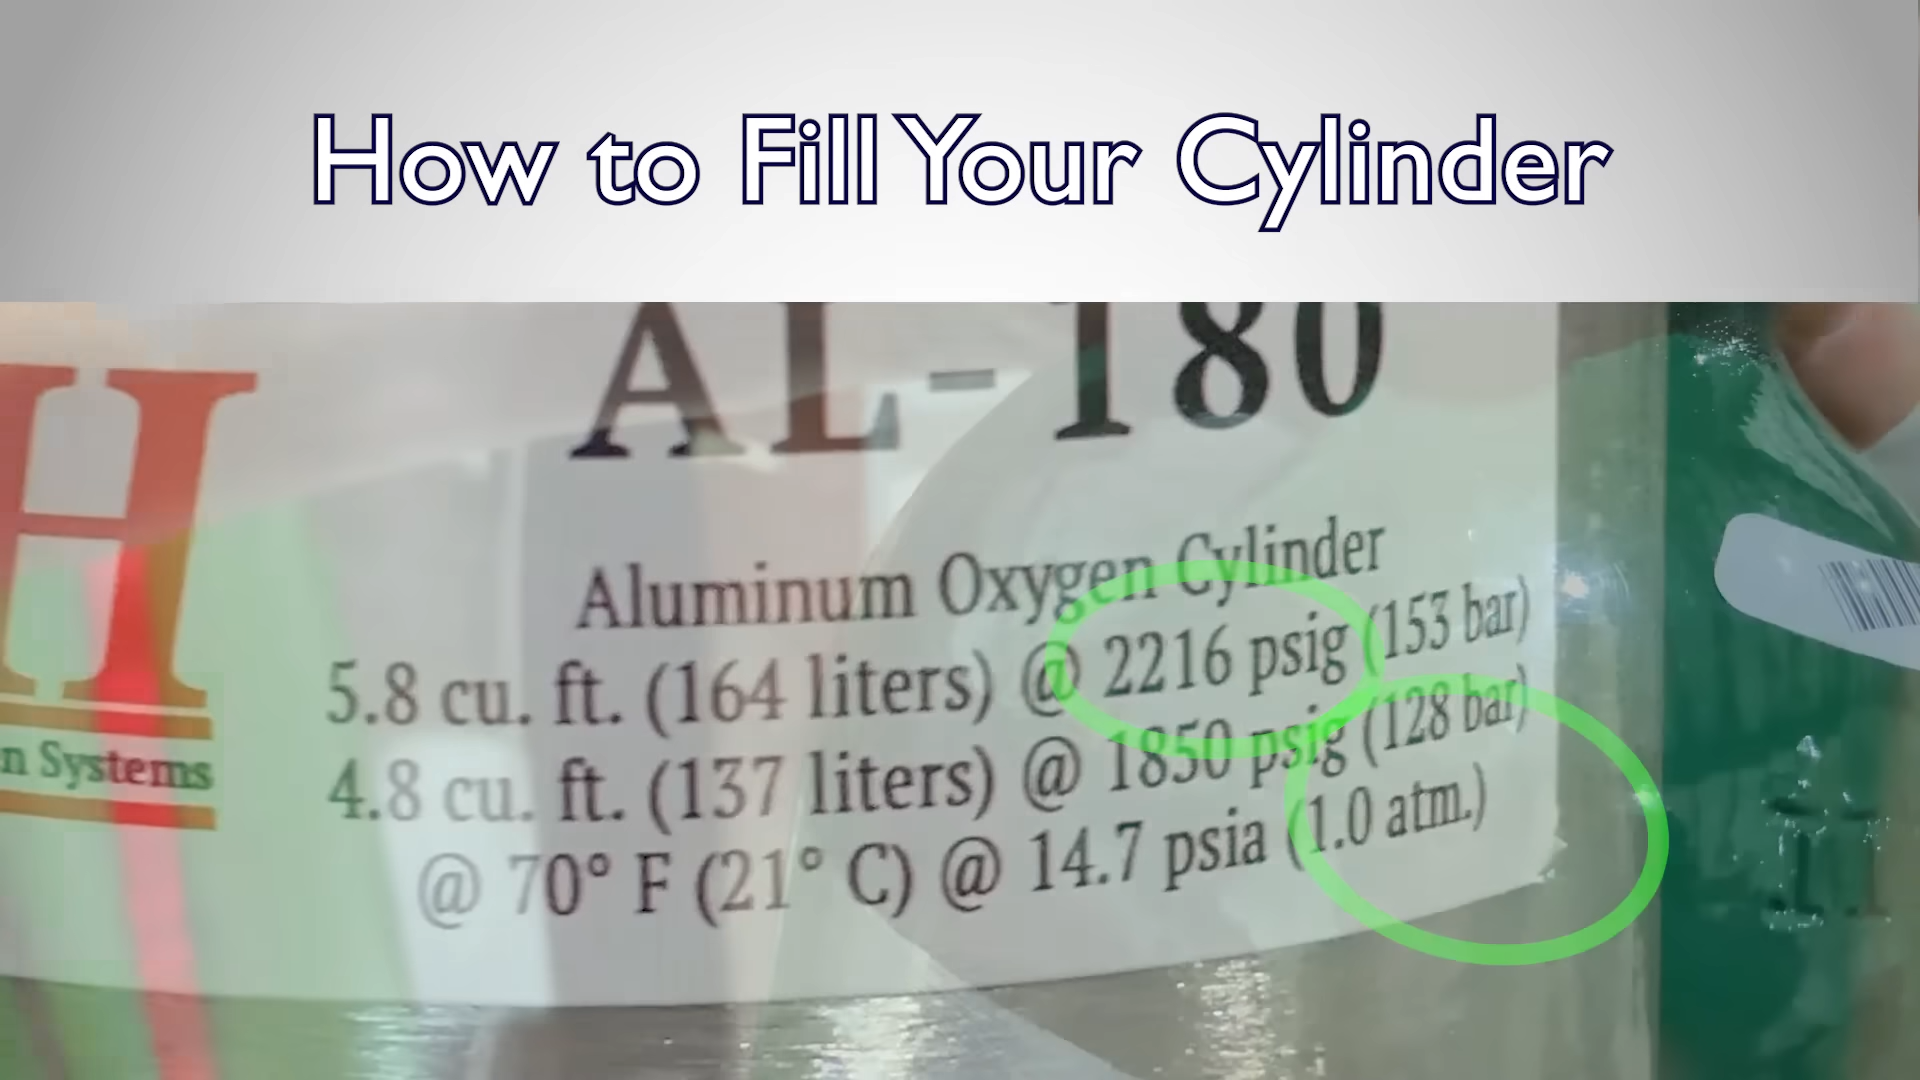 How to Fill Your Cylinder
AL-180
H
n Systems
Aluminum Oxygen Cylinder
5.8 cu. ft. (164 liters) @ 2216 psig (153 bar)
4.8 cu. ft. (137 liters) @ 1850 psig (128 bar)
@ 70° F (21° C) @ 14.7 psia (1.0 atm.)